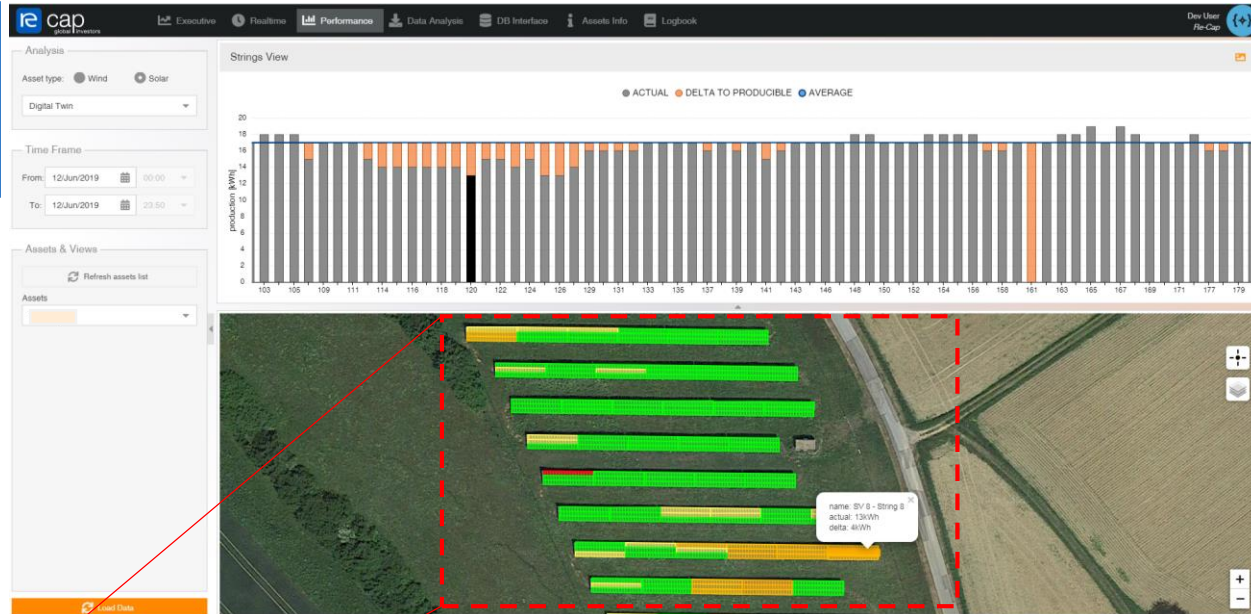 re cap
global investors
Executive
Realtime
Performance
Data Analysis
DB Interface
Assets Info
Logbook
Dev User
Re-Cap
Analysis
Asset type: Wind Solar
Digital Twin
Time Frame
From: 12/Jun/2019 00:00
To: 12/Jun/2019 23:50
Assets & Views
Refresh assets list
Assets
Load Data
Strings View
ACTUAL DELTA TO PRODUCIBLE AVERAGE
production [kWh]
20
18
16
14
12
10
8
6
4
2
0
103 105 109 111 114 116 118 120 122 124 126 129 131 133 135 137 139 141 143 146 148 150 152 154 156 158 161 163 165 167 169 171 177 179
name: SV 8 - String 8
actual: 13kWh
delta: 4kWh
+
−